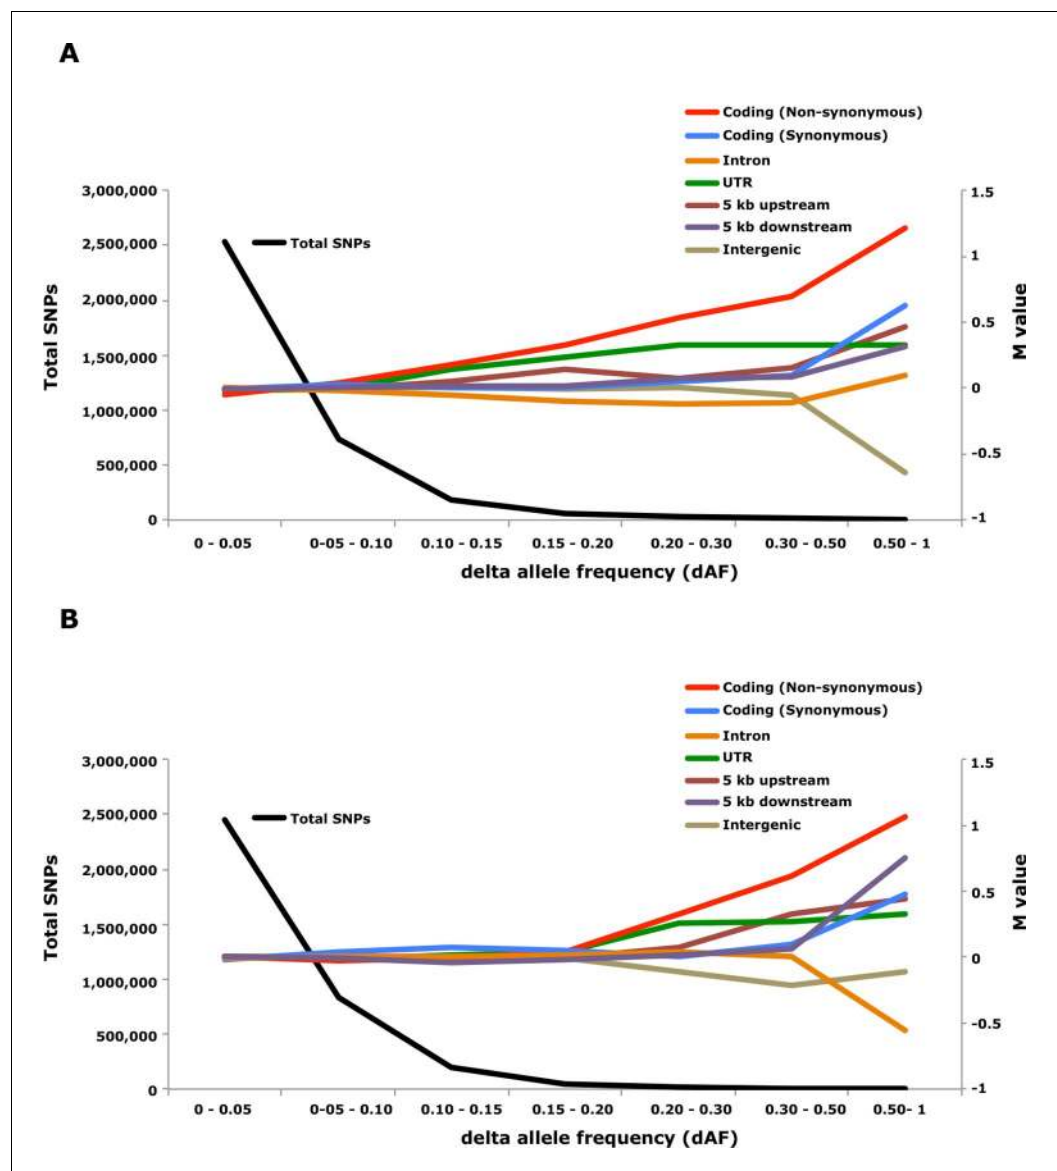 A
Coding (Non-synonymous)
Coding (Synonymous)
Intron
UTR
5 kb upstream
5 kb downstream
Intergenic
Total SNPs
3,000,000
2,500,000
2,000,000
1,500,000
1,000,000
500,000
0
Total SNPs
1.5
1
0.5
0
-0.5
-1
M value
0 - 0.05
0-05 - 0.10
0.10 - 0.15
0.15 - 0.20
0.20 - 0.30
0.30 - 0.50
0.50 - 1
delta allele frequency (dAF)
B
Coding (Non-synonymous)
Coding (Synonymous)
Intron
UTR
5 kb upstream
5 kb downstream
Intergenic
Total SNPs
3,000,000
2,500,000
2,000,000
1,500,000
1,000,000
500,000
0
Total SNPs
1.5
1
0.5
0
-0.5
-1
M value
0 - 0.05
0-05 - 0.10
0.10 - 0.15
0.15 - 0.20
0.20 - 0.30
0.30 - 0.50
0.50- 1
delta allele frequency (dAF)